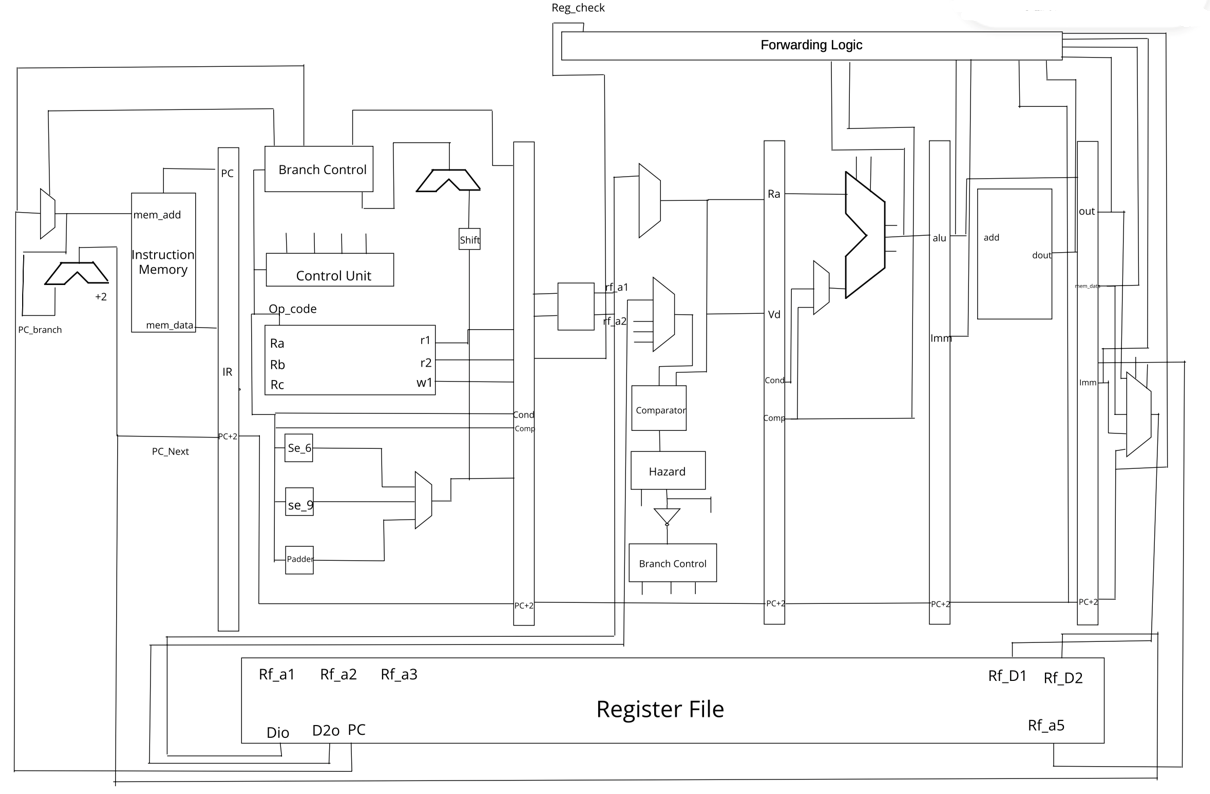 Reg_check
Forwarding Logic
Branch Control
PC
mem_add
Instruction
Memory
mem_data
+2
PC_branch
IR
PC+2
PC_Next
Shift
Control Unit
Op_code
Ra
Rb
Rc
r1
r2
w1
Cond
Comp
Se_6
se_9
Padder
PC+2
rf_a1
rf_a2
Comparator
Hazard
Branch Control
Ra
Vd
Cond
Comp
PC+2
alu
Imm
PC+2
add
dout
out
mem_data
Imm
PC+2
Rf_a1
Rf_a2
Rf_a3
Rf_D1
Rf_D2
Register File
Dio
D2o
PC
Rf_a5